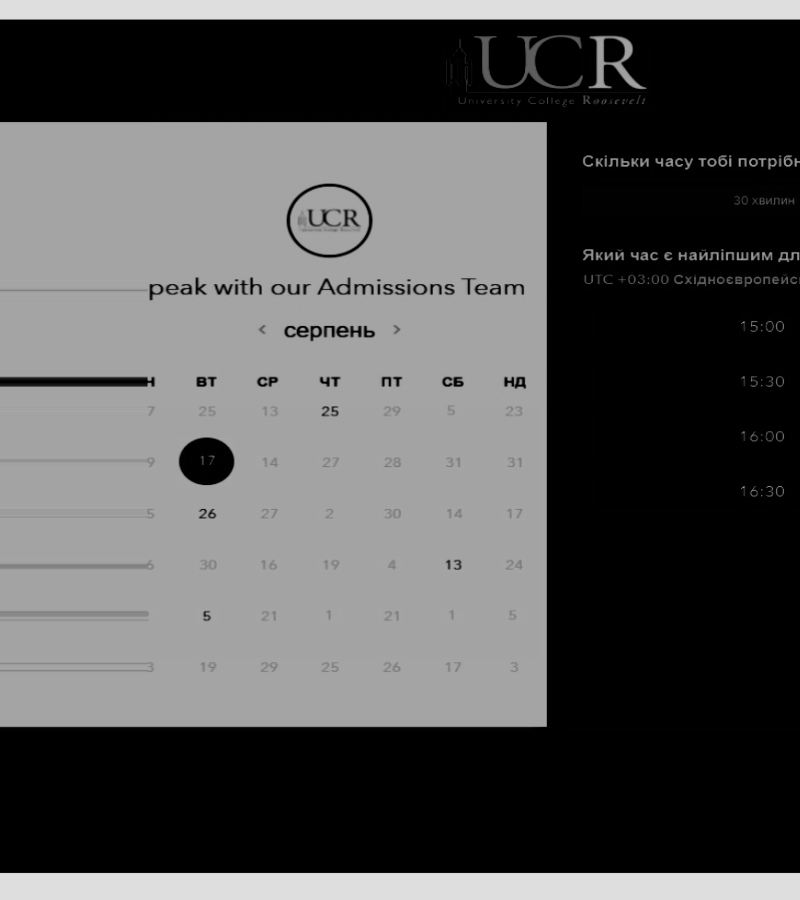 UCR
University College Roosevelt
UCR
University College Roosevelt
peak with our Admissions Team
< серпень >
Н ВТ СР ЧТ ПТ СБ НД
7 25 13 25 29 5 23
9 17 14 27 28 31 31
5 26 27 2 30 14 17
6 30 16 19 4 13 24
5 21 1 21 1 5
3 19 29 25 26 17 3
Скільки часу тобі потрібн
30 хвилин
Який час є найліпшим дл
UTC +03:00 Східноєвропейсь
15:00
15:30
16:00
16:30